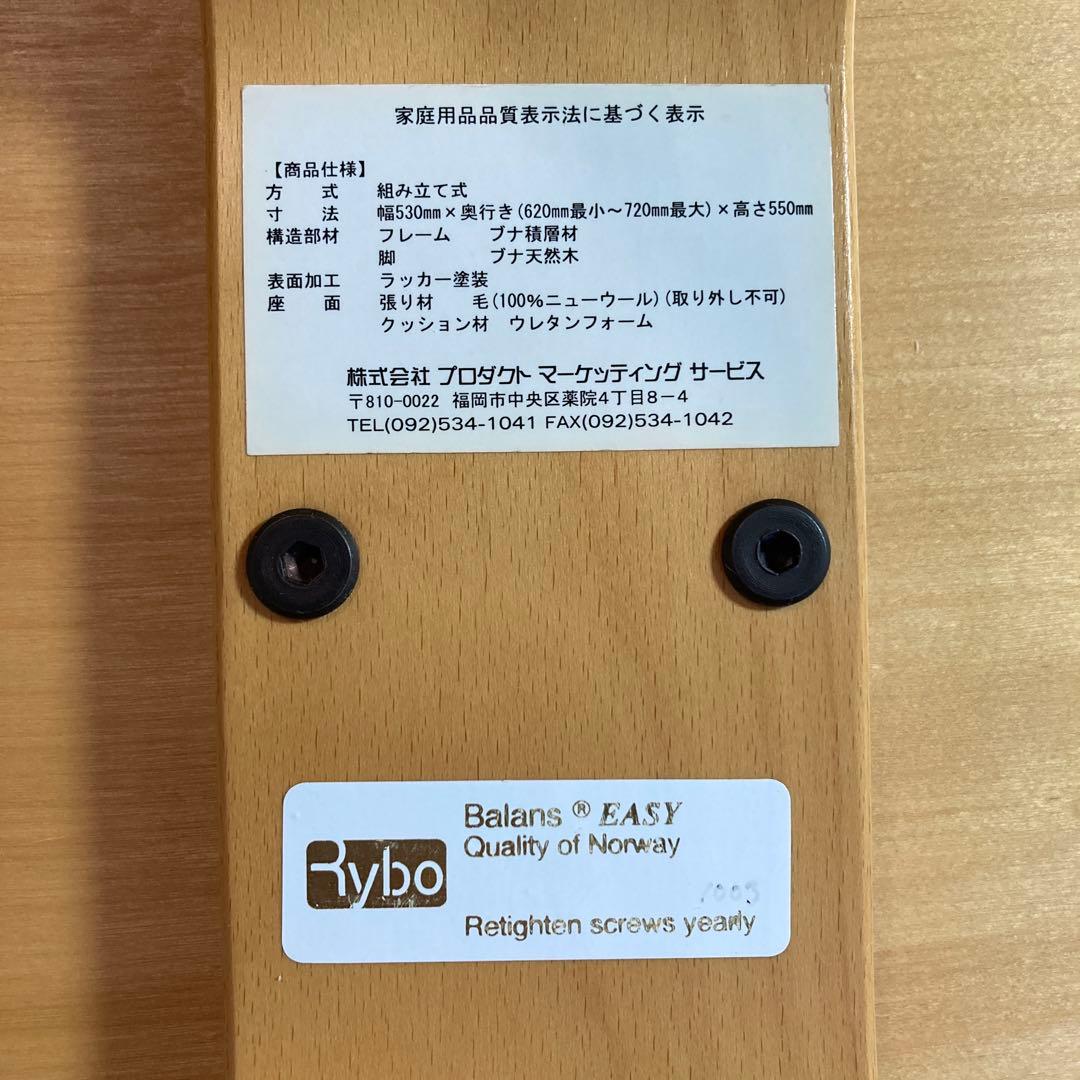 家庭用品品質表示法に基づく表示
【商品仕様】
方　式　組み立て式
寸　法　幅530mm×奥行き(620mm最小～720mm最大)×高さ550mm
構造部材　フレーム　ブナ積層材
脚　ブナ天然木
表面加工　ラッカー塗装
座　面　張り材　毛(100%ニューウール)(取り外し不可)
クッション材　ウレタンフォーム
株式会社 プロダクト マーケッティング サービス
〒810-0022 福岡市中央区薬院4丁目8-4
TEL(092)534-1041 FAX(092)534-1042
Balans ® EASY
Quality of Norway
Rybo
Retighten screws yearly